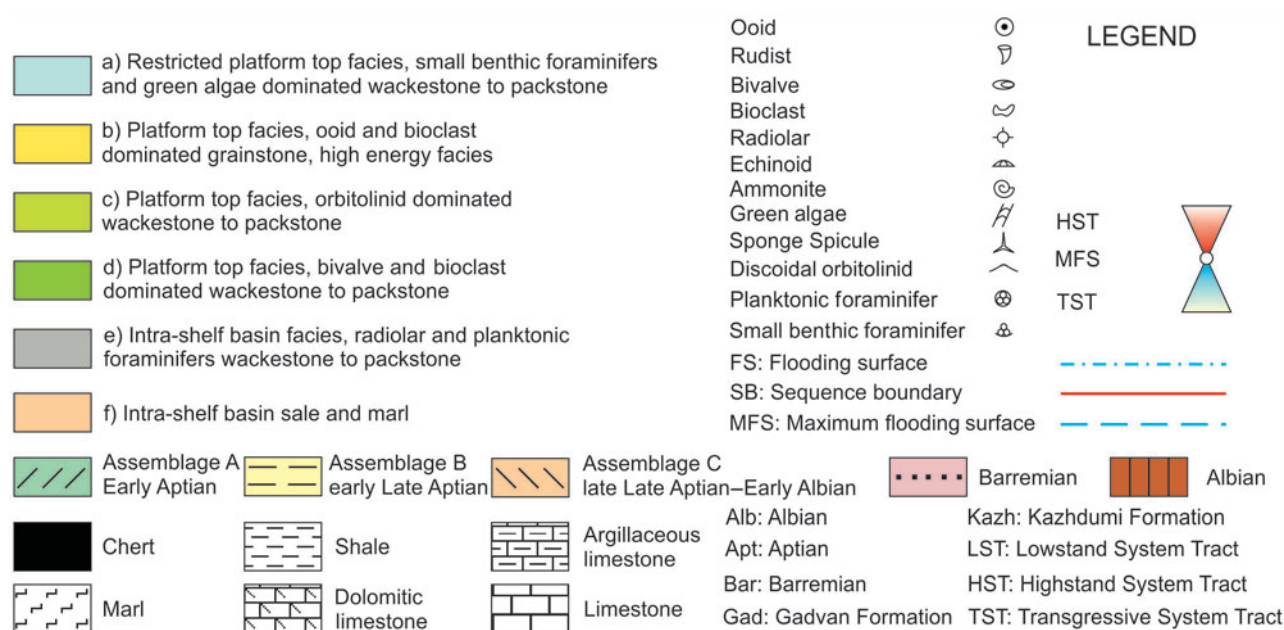 LEGEND
a) Restricted platform top facies, small benthic foraminifers
and green algae dominated wackestone to packstone
b) Platform top facies, ooid and bioclast
dominated grainstone, high energy facies
c) Platform top facies, orbitolinid dominated
wackestone to packstone
d) Platform top facies, bivalve and bioclast
dominated wackestone to packstone
e) Intra-shelf basin facies, radiolar and planktonic
foraminifers wackestone to packstone
f) Intra-shelf basin sale and marl
Ooid
Rudist
Bivalve
Bioclast
Radiolar
Echinoid
Ammonite
Green algae
Sponge Spicule
Discoidal orbitolinid
Planktonic foraminifer
Small benthic foraminifer
HST
MFS
TST
FS: Flooding surface
SB: Sequence boundary
MFS: Maximum flooding surface
Assemblage A
Early Aptian
Assemblage B
early Late Aptian
Assemblage C
late Late Aptian–Early Albian
Barremian
Albian
Chert
Shale
Argillaceous
limestone
Marl
Dolomitic
limestone
Limestone
Alb: Albian
Apt: Aptian
Bar: Barremian
Gad: Gadvan Formation
Kazh: Kazhdumi Formation
LST: Lowstand System Tract
HST: Highstand System Tract
TST: Transgressive System Tract